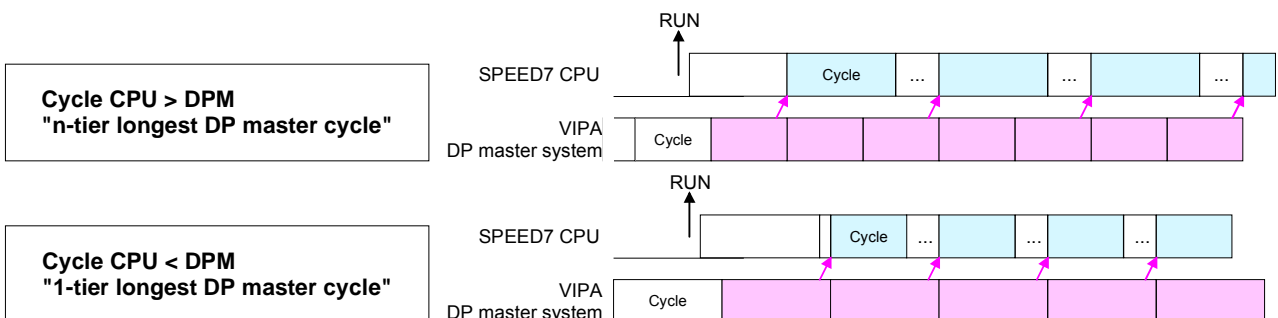 RUN
SPEED7 CPU
Cycle
...
...
...
Cycle CPU > DPM
"n-tier longest DP master cycle"
VIPA
DP master system
Cycle
RUN
SPEED7 CPU
Cycle
...
...
...
Cycle CPU < DPM
"1-tier longest DP master cycle"
VIPA
DP master system
Cycle